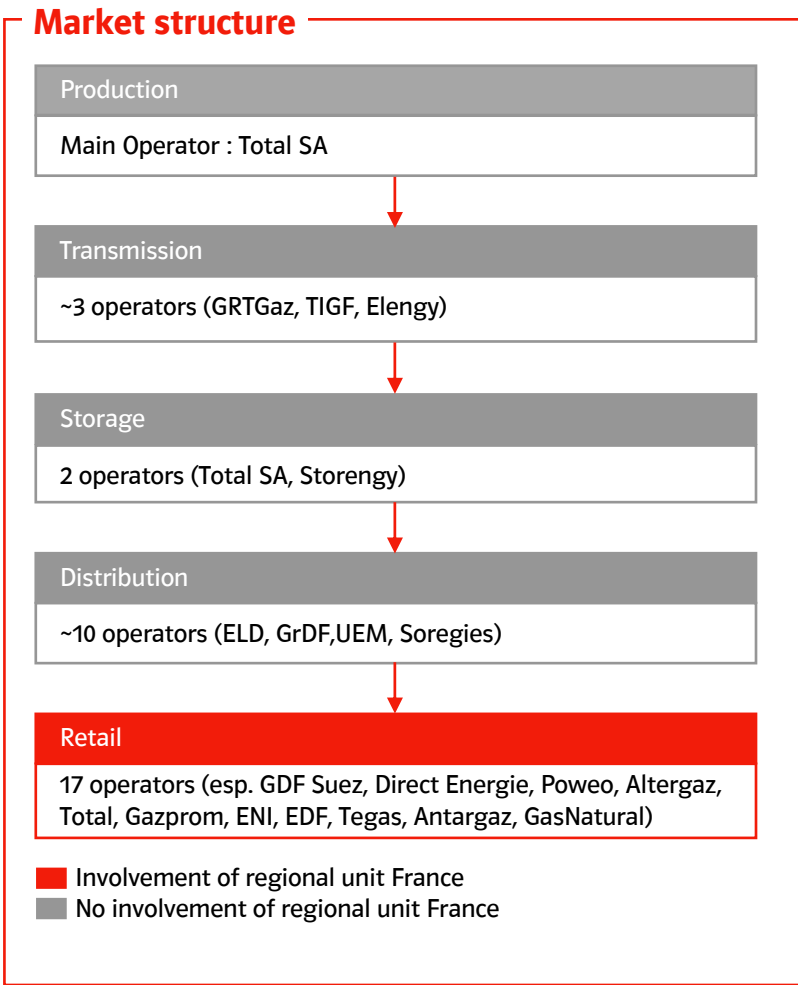 Market structure
Production
Main Operator : Total SA
Transmission
~3 operators (GRTGaz, TIGF, Elengy)
Storage
2 operators (Total SA, Storengy)
Distribution
~10 operators (ELD, GrDF,UEM, Soregies)
Retail
17 operators (esp. GDF Suez, Direct Energie, Poweo, Altergaz,
Total, Gazprom, ENI, EDF, Tegas, Antargaz, GasNatural)
Involvement of regional unit France
No involvement of regional unit France